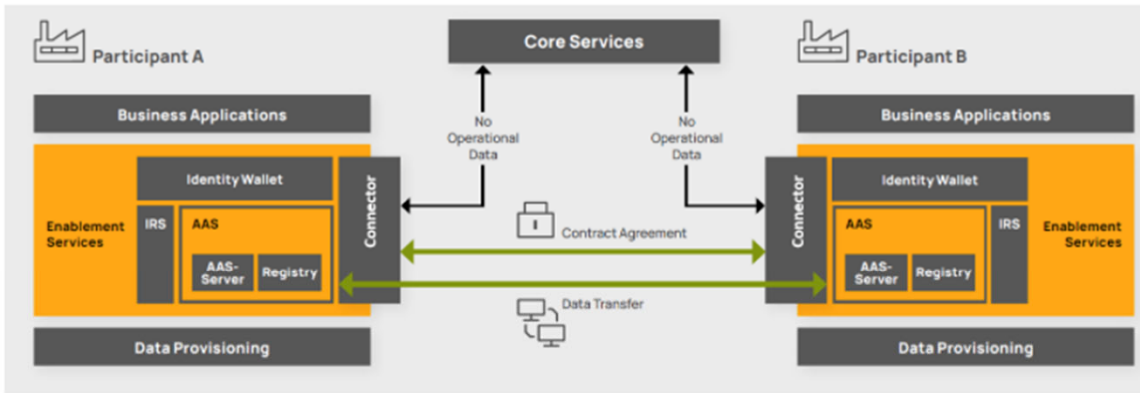 Participant A
Core Services
Participant B
Business Applications
Business Applications
No
Operational
Data
No
Operational
Data
Identity Wallet
Enablement
Services
IRS
AAS
AAS-
Server
Registry
Connector
Contract Agreement
Data Transfer
Connector
Identity Wallet
AAS
AAS-
Server
Registry
IRS
Enablement
Services
Data Provisioning
Data Provisioning